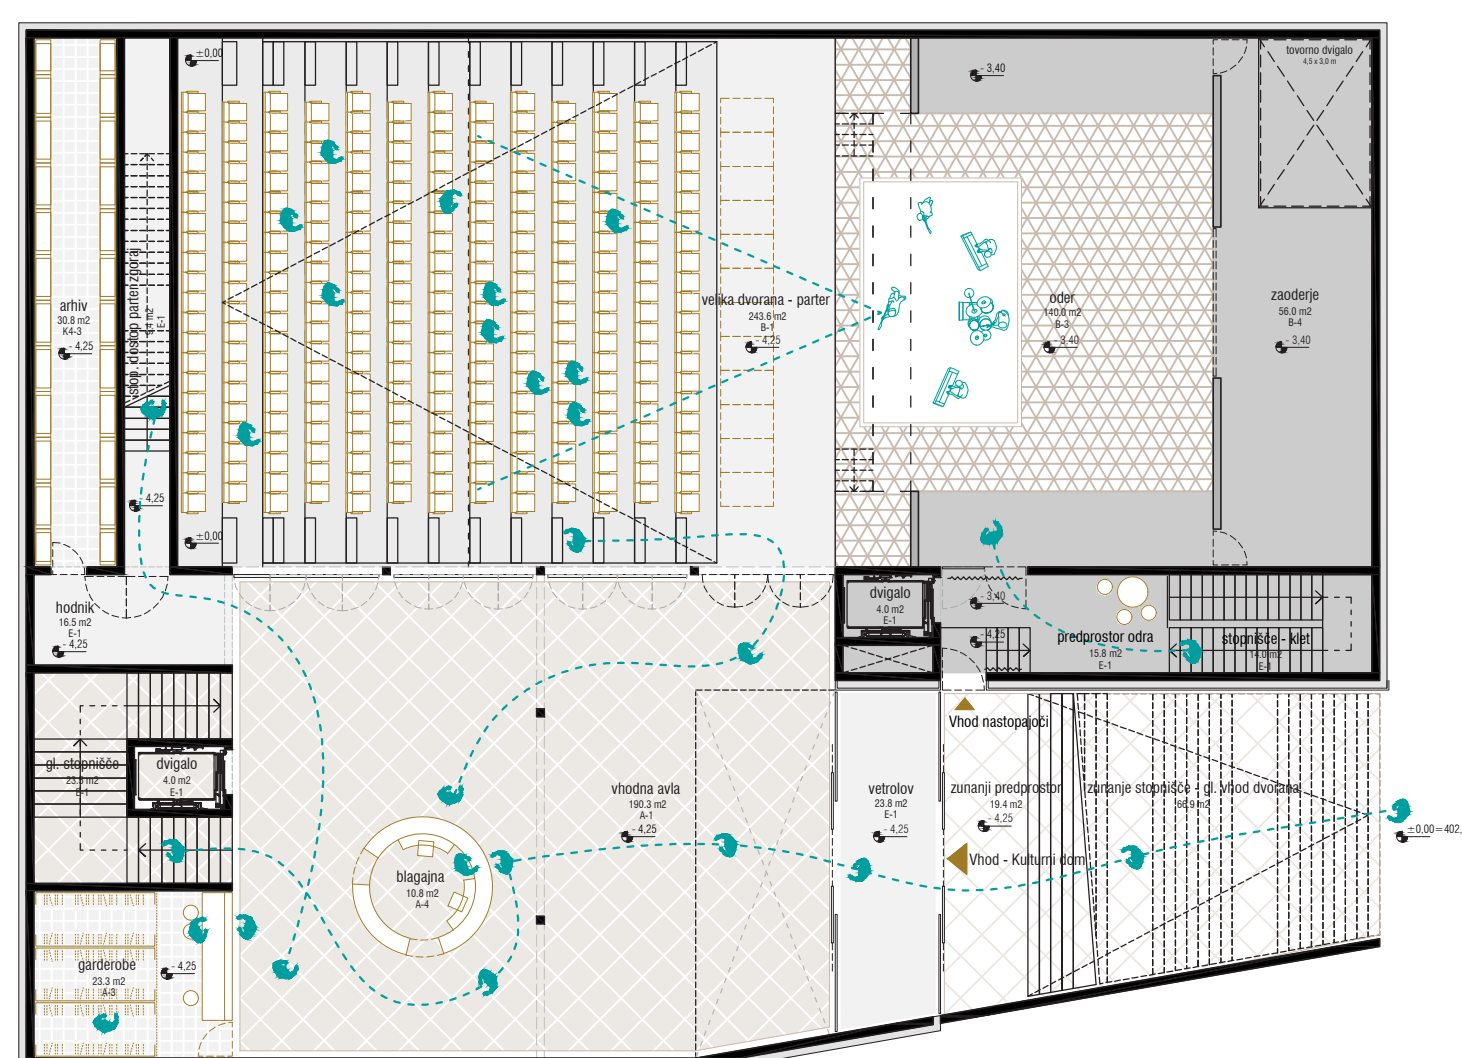 ±0,00
- 3,40
tovorno dvigalo
4,5 x 3,0 m
arhiv
30.8 m2
K4-3
- 4,25
vstop. dostop parter izgoraj
9.4 m2
E-1
- 4,25
±0,00
velika dvorana - parter
243.6 m2
B-1
- 4,25
oder
140.0 m2
B-3
- 3,40
zaoderje
56.0 m2
B-4
- 3,40
hodnik
16.5 m2
E-1
- 4,25
dvigalo
4.0 m2
E-1
- 3,40
- 4,25
predprostor odra
15.8 m2
E-1
stopnišče - klet
14.0 m2
E-1
Vhod nastopajoči
gl. stopnišče
E-1
dvigalo
4.0 m2
E-1
vhodna avla
190.3 m2
A-1
- 4,25
vetrolov
23.8 m2
E-1
- 4,25
zunanji predprostor
19.4 m2
- 4,25
zunanje stopnišče - gl. vhod dvorana
66.9 m2
±0,00=402,
Vhod - Kulturni dom
blagajna
10.8 m2
A-4
garderobe
23.3 m2
A-3
- 4,25